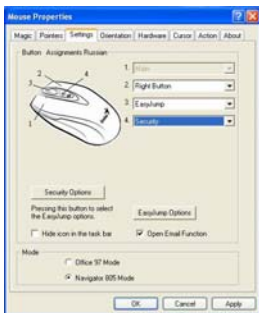 Mouse Properties
Magic Pointers Settings Orientation Hardware Cursor Action About
Button Assignments Russian
1. Main
2. Right Button
3. EasyJump
4. Security
2
4
3
1
Security Options
Pressing this button to select
the EasyJump options.
EasyJump Options
Hide icon in the task bar
Open Email Function
Mode
Office 97 Mode
Navigator 805 Mode
OK Cancel Apply